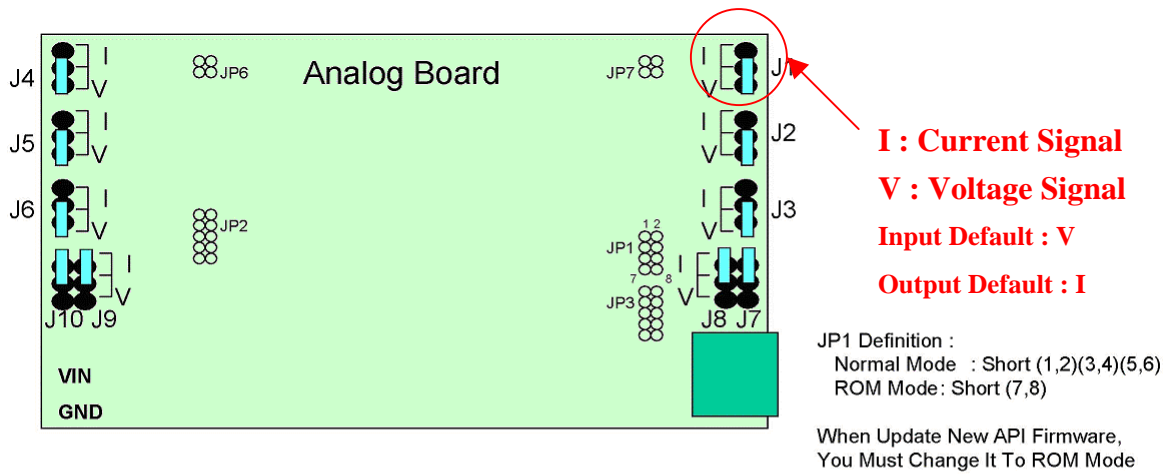 Analog Board
J4
I
V
JP6
JP7
I
V
J1
J5
I
V
I
V
J2
J6
I
V
JP2
I
V
J3
1 2
JP1
7 8
JP3
I
V
J10 J9
I
V
J8 J7
VIN
GND
I : Current Signal
V : Voltage Signal
Input Default : V
Output Default : I
JP1 Definition :
Normal Mode : Short (1,2)(3,4)(5,6)
ROM Mode: Short (7,8)
When Update New API Firmware,
You Must Change It To ROM Mode